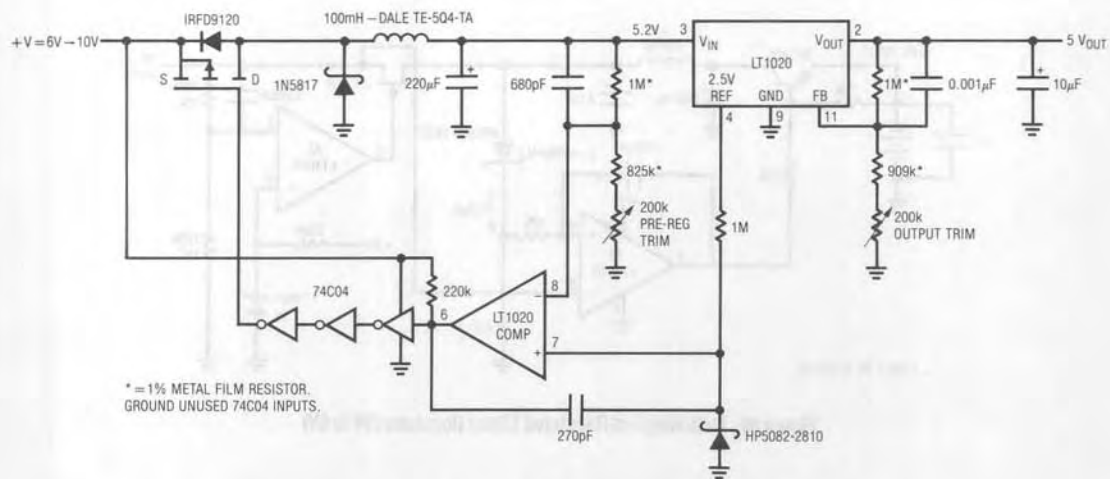 IRFD9120
100mH – DALE TE-5Q4-TA
+V = 6V → 10V
S
D
1N5817
220µF
+
680pF
5.2V
1M*
3
VIN
VOUT
2
LT1020
2.5V
REF
GND
FB
4
9
11
1M*
0.001µF
+
10µF
5 VOUT
825k*
200k
PRE-REG
TRIM
1M
909k*
200k
OUTPUT TRIM
74C04
220k
6
8
–
LT1020
COMP
+
7
270pF
HP5082-2810
* = 1% METAL FILM RESISTOR.
GROUND UNUSED 74C04 INPUTS.